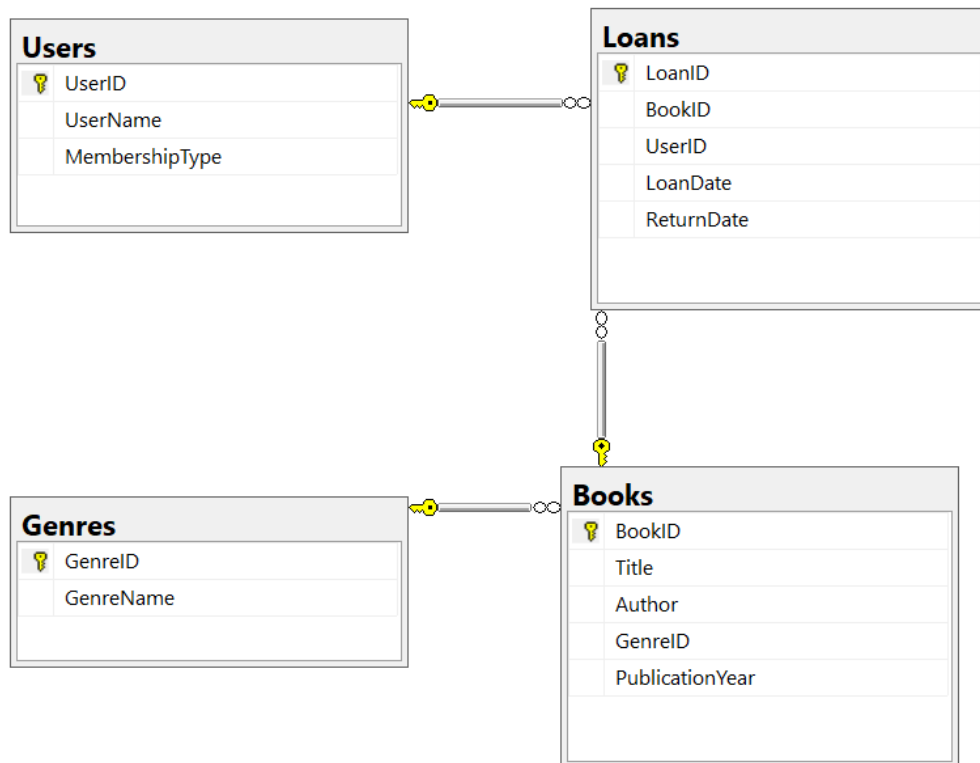 Users
UserID
UserName
MembershipType
Loans
LoanID
BookID
UserID
LoanDate
ReturnDate
Genres
GenreID
GenreName
Books
BookID
Title
Author
GenreID
PublicationYear